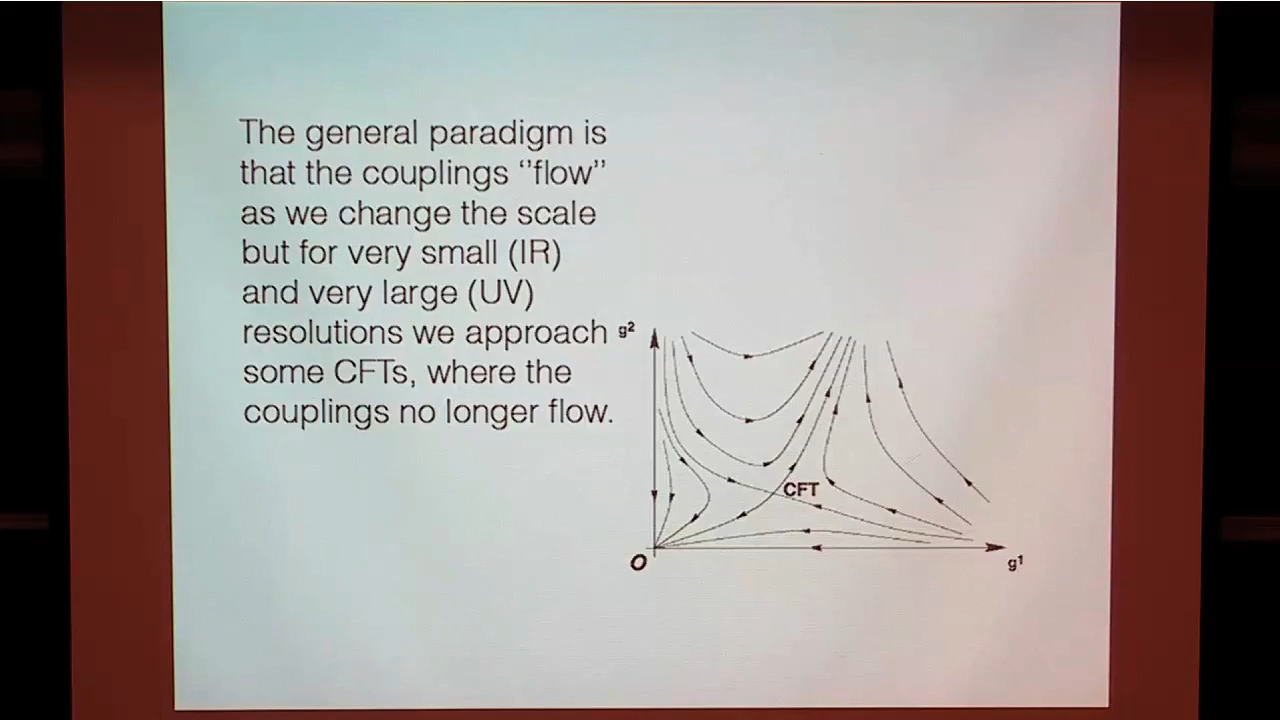 The general paradigm is
that the couplings ‘’flow’’
as we change the scale
but for very small (IR)
and very large (UV)
resolutions we approach
some CFTs, where the
couplings no longer flow.
g²
CFT
O
g¹